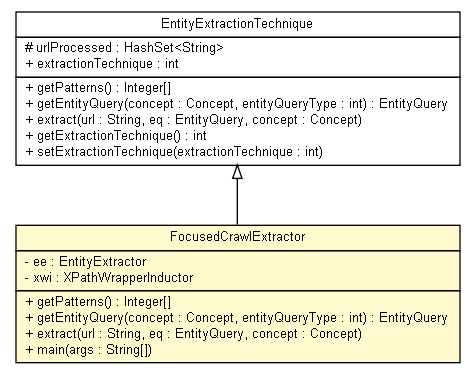 EntityExtractionTechnique
# urlProcessed : HashSet<String>
+ extractionTechnique : int
+ getPatterns() : Integer[]
+ getEntityQuery(concept : Concept, entityQueryType : int) : EntityQuery
+ extract(url : String, eq : EntityQuery, concept : Concept)
+ getExtractionTechnique() : int
+ setExtractionTechnique(extractionTechnique : int)
FocusedCrawlExtractor
- ee : EntityExtractor
- xwi : XPathWrapperInductor
+ getPatterns() : Integer[]
+ getEntityQuery(concept : Concept, entityQueryType : int) : EntityQuery
+ extract(url : String, eq : EntityQuery, concept : Concept)
+ main(args : String[])